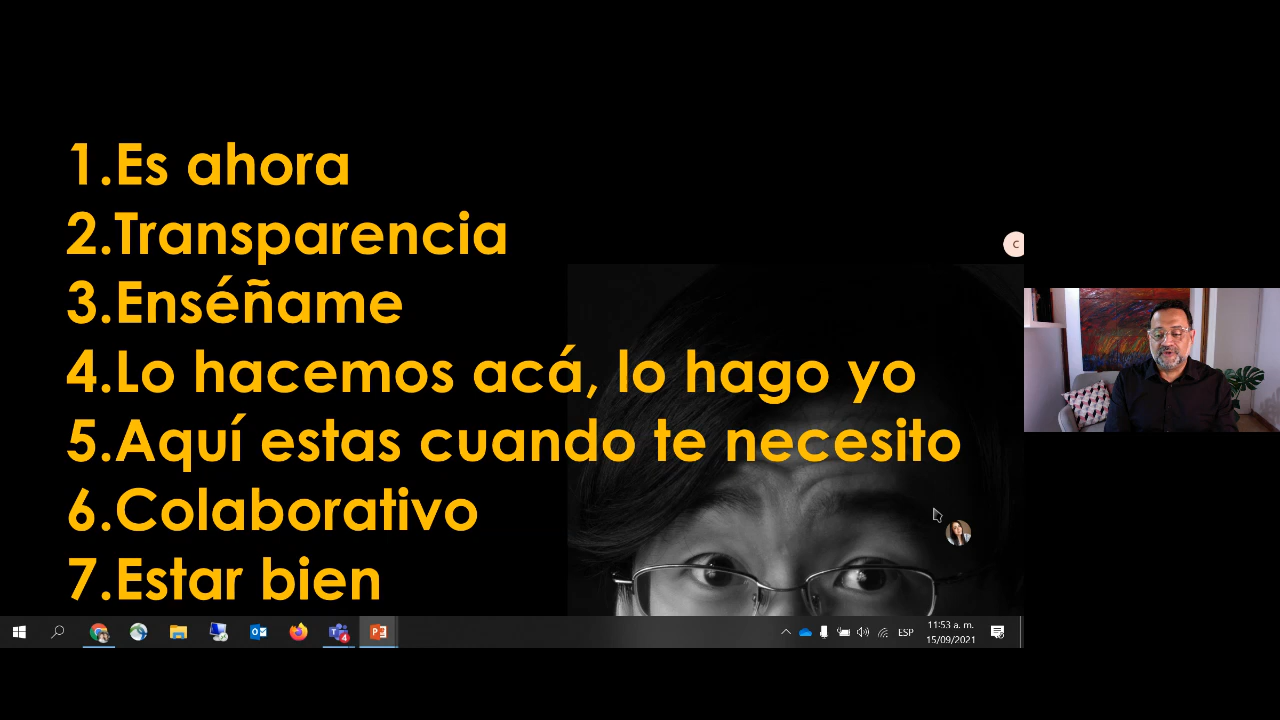 1.Es ahora
2.Transparencia
3.Enséñame
4.Lo hacemos acá, lo hago yo
5.Aquí estas cuando te necesito
6.Colaborativo
7.Estar bien
C
4
ESP
11:53 a. m.
15/09/2021